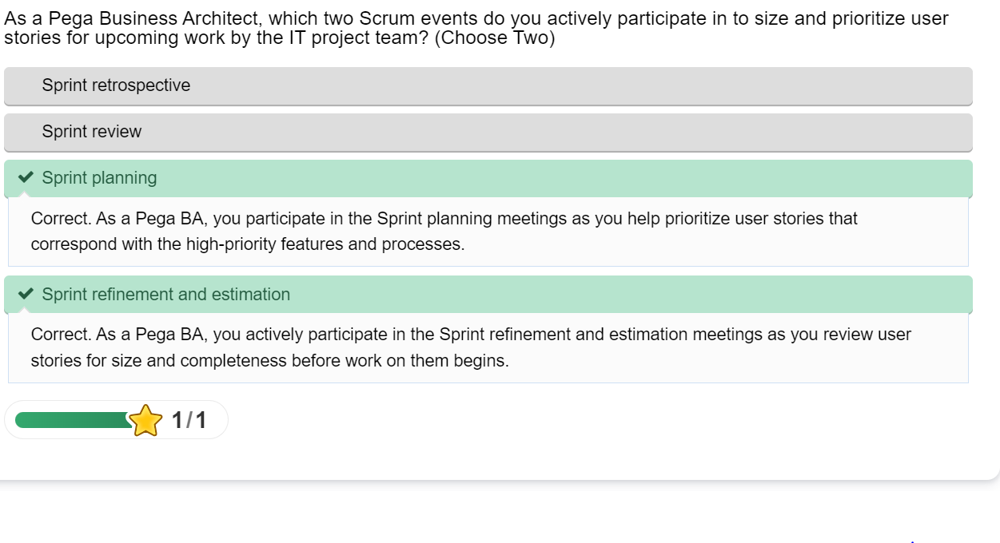 As a Pega Business Architect, which two Scrum events do you actively participate in to size and prioritize user
stories for upcoming work by the IT project team? (Choose Two)
Sprint retrospective
Sprint review
Sprint planning
Correct. As a Pega BA, you participate in the Sprint planning meetings as you help prioritize user stories that
correspond with the high-priority features and processes.
Sprint refinement and estimation
Correct. As a Pega BA, you actively participate in the Sprint refinement and estimation meetings as you review user
stories for size and completeness before work on them begins.
1/1